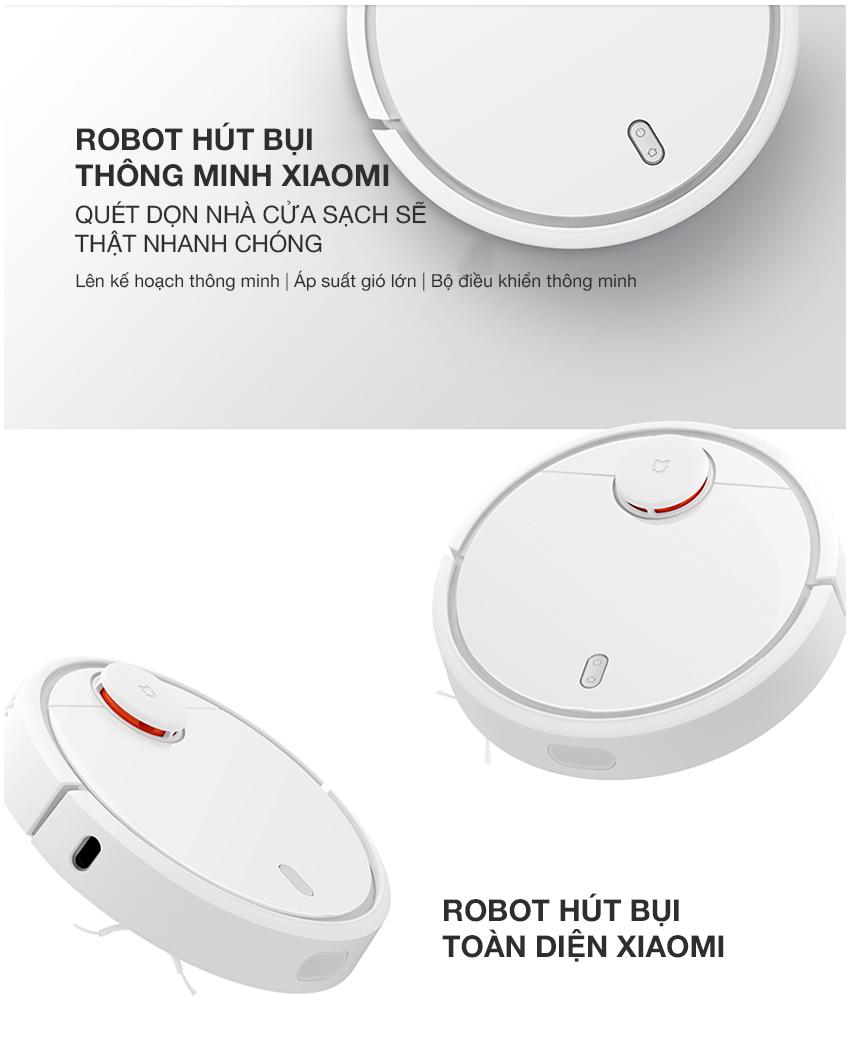 ROBOT HÚT BỤI
THÔNG MINH XIAOMI
QUÉT DỌN NHÀ CỬA SẠCH SẼ
THẬT NHANH CHÓNG
Lên kế hoạch thông minh | Áp suất gió lớn | Bộ điều khiển thông minh
ROBOT HÚT BỤI
TOÀN DIỆN XIAOMI